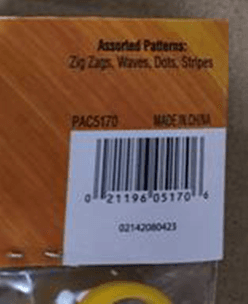 Assorted Patterns:
Zig Zags, Waves, Dots, Stripes
PAC5170 MADE IN CHINA
0 21196 05170 6
02142080423